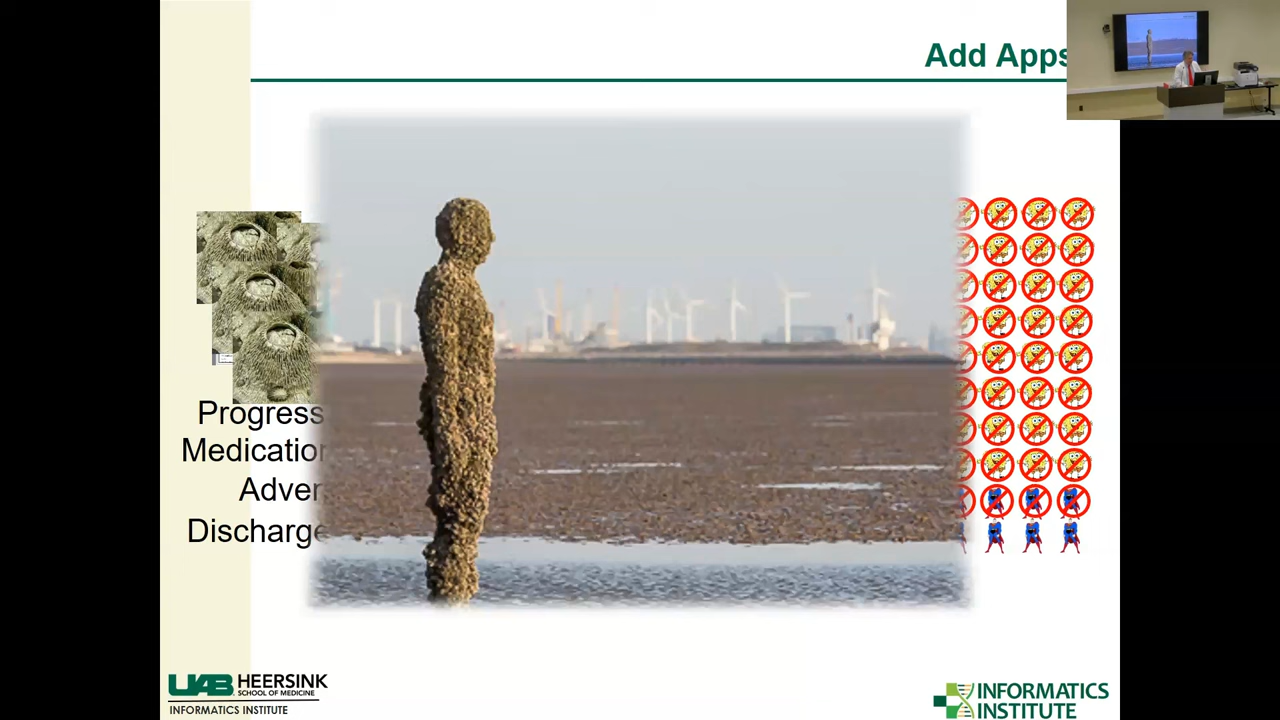 Add Apps
Progress
Medication
Adver
Discharge
UAB HEERSINK
SCHOOL OF MEDICINE
INFORMATICS INSTITUTE
INFORMATICS
INSTITUTE